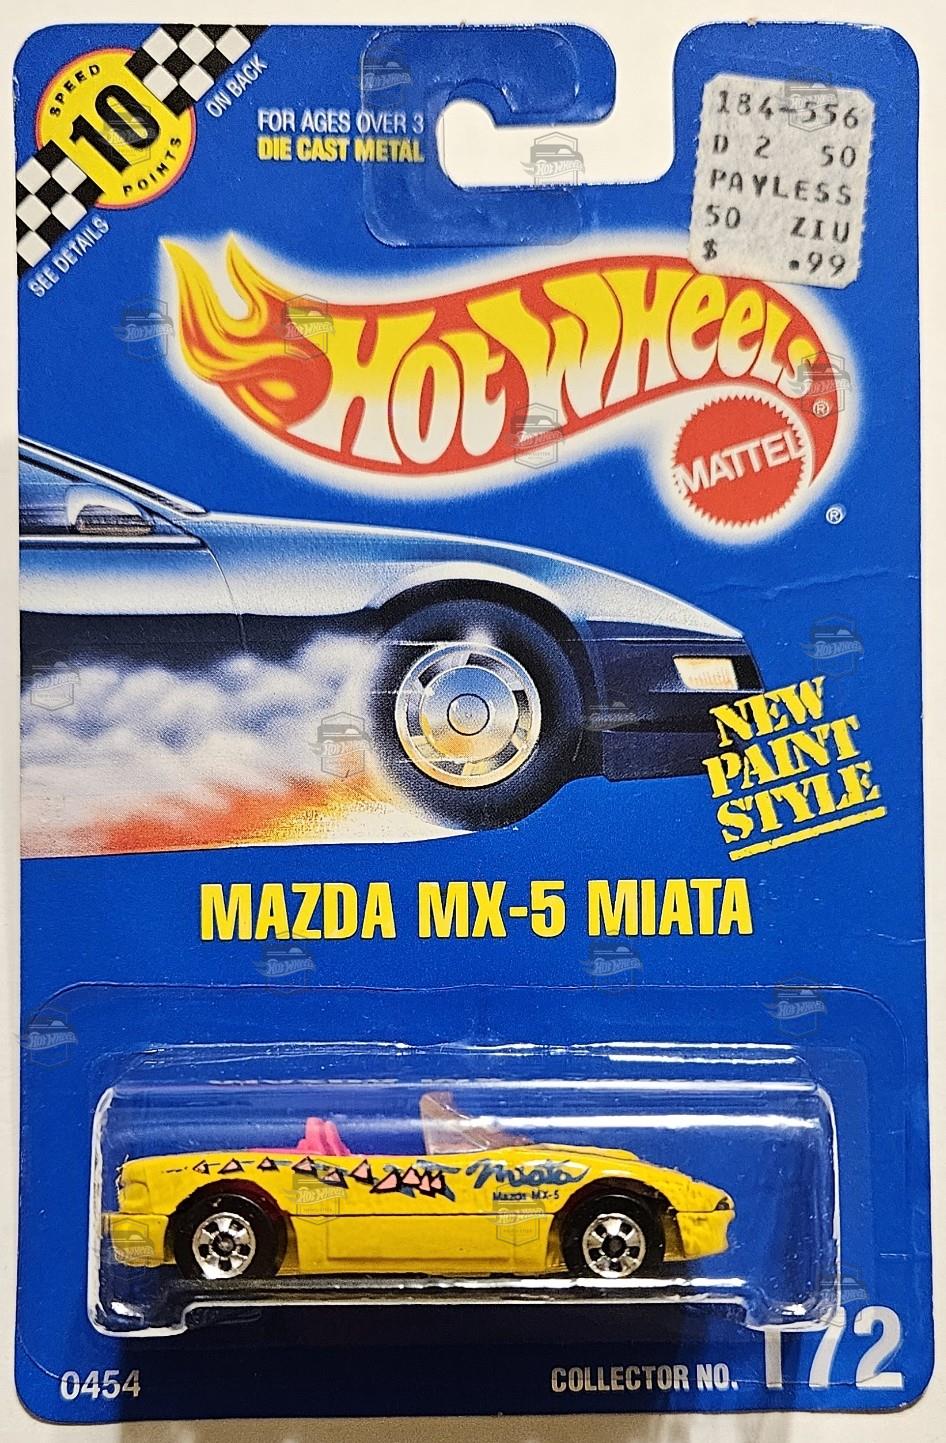 SPEED
10
POINTS
ON BACK
SEE DETAILS
FOR AGES OVER 3
DIE CAST METAL
184-556
D 2 50
PAYLESS
50 ZIU
$ .99
HOT WHEELS®
MATTEL
®
NEW
PAINT
STYLE
MAZDA MX-5 MIATA
Miata
MAZDA MX-5
0454
COLLECTOR NO. 172